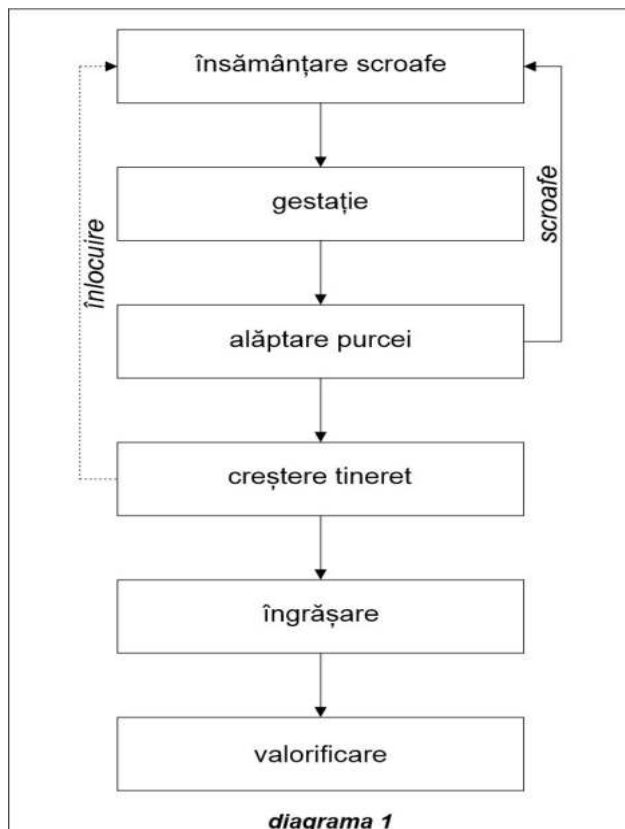 însămânțare scroafe
gestație
scroafe
înlocuire
alăptare purcei
creștere tineret
îngrășare
valorificare
diagrama 1